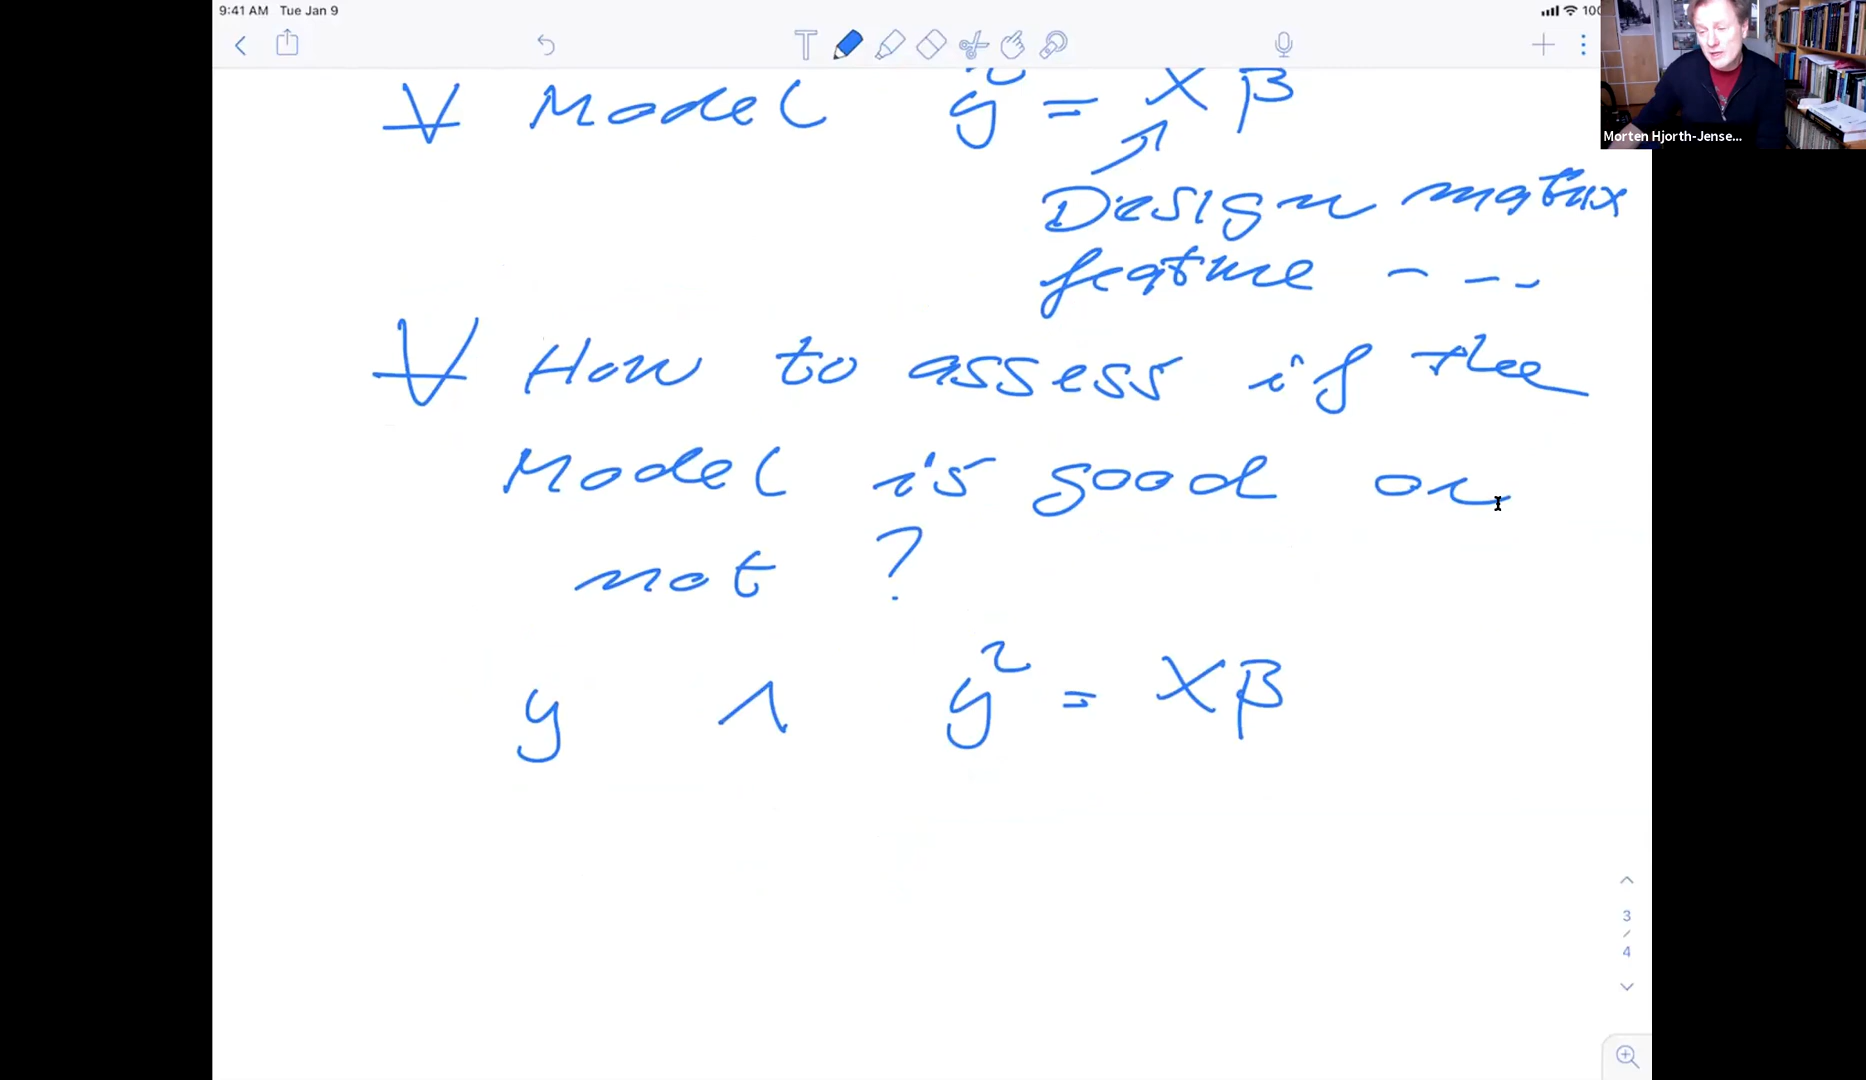 9:41 AM Tue Jan 9
100
Morten Hjorth-Jense...
∀ Model ỹ = Xβ
Design matrix
feature - - -
∀ How to assess if the
Model is good or
not ?
y ∧ ỹ = Xβ
3
/
4